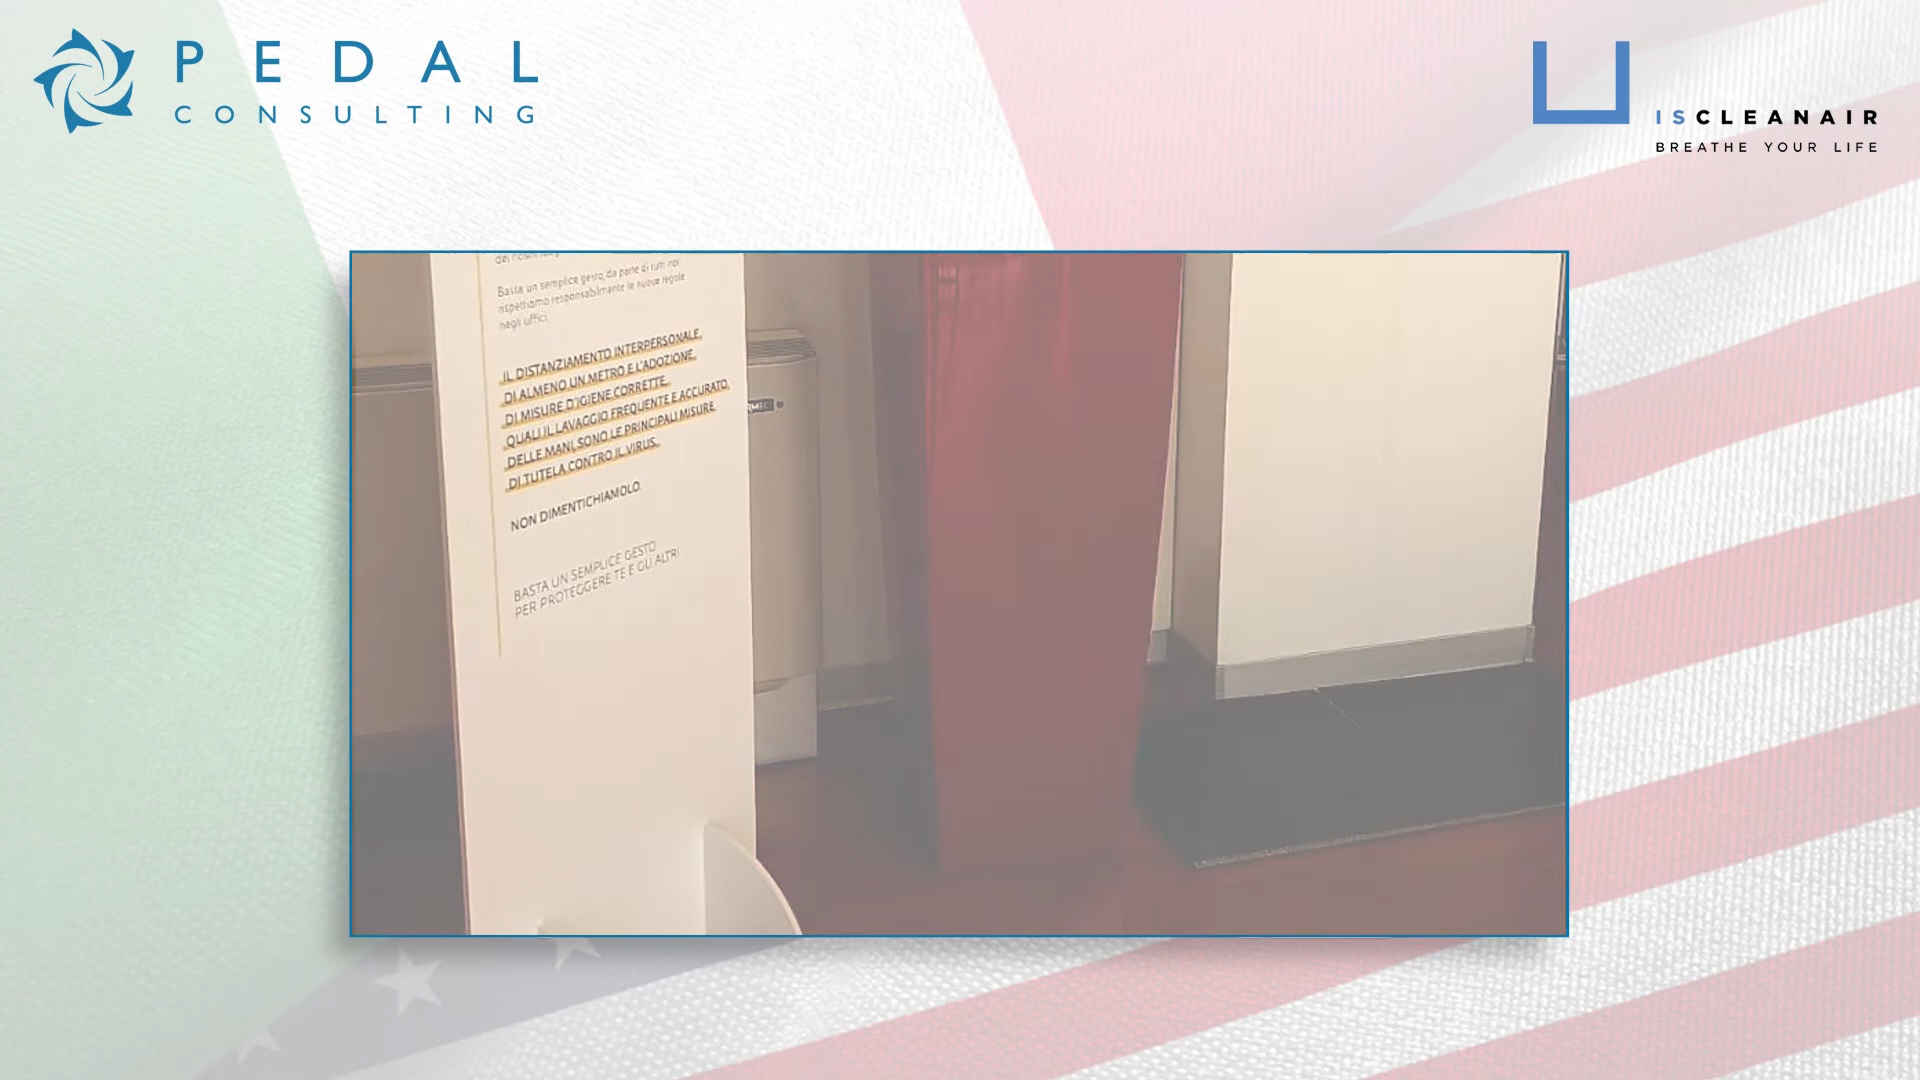 PEDAL
CONSULTING
ISCLEANAIR
BREATHE YOUR LIFE
Basta un semplice gesto, da parte di tutti noi
rispettiamo responsabilmente le nuove regole
negli uffici.
IL DISTANZIAMENTO INTERPERSONALE,
DI ALMENO UN METRO E L'ADOZIONE,
DI MISURE D'IGIENE CORRETTE,
QUALI IL LAVAGGIO FREQUENTE E ACCURATO,
DELLE MANI, SONO LE PRINCIPALI MISURE,
DI TUTELA CONTRO IL VIRUS.
NON DIMENTICHIAMOLO.
BASTA UN SEMPLICE GESTO
PER PROTEGGERE TE E GLI ALTRI